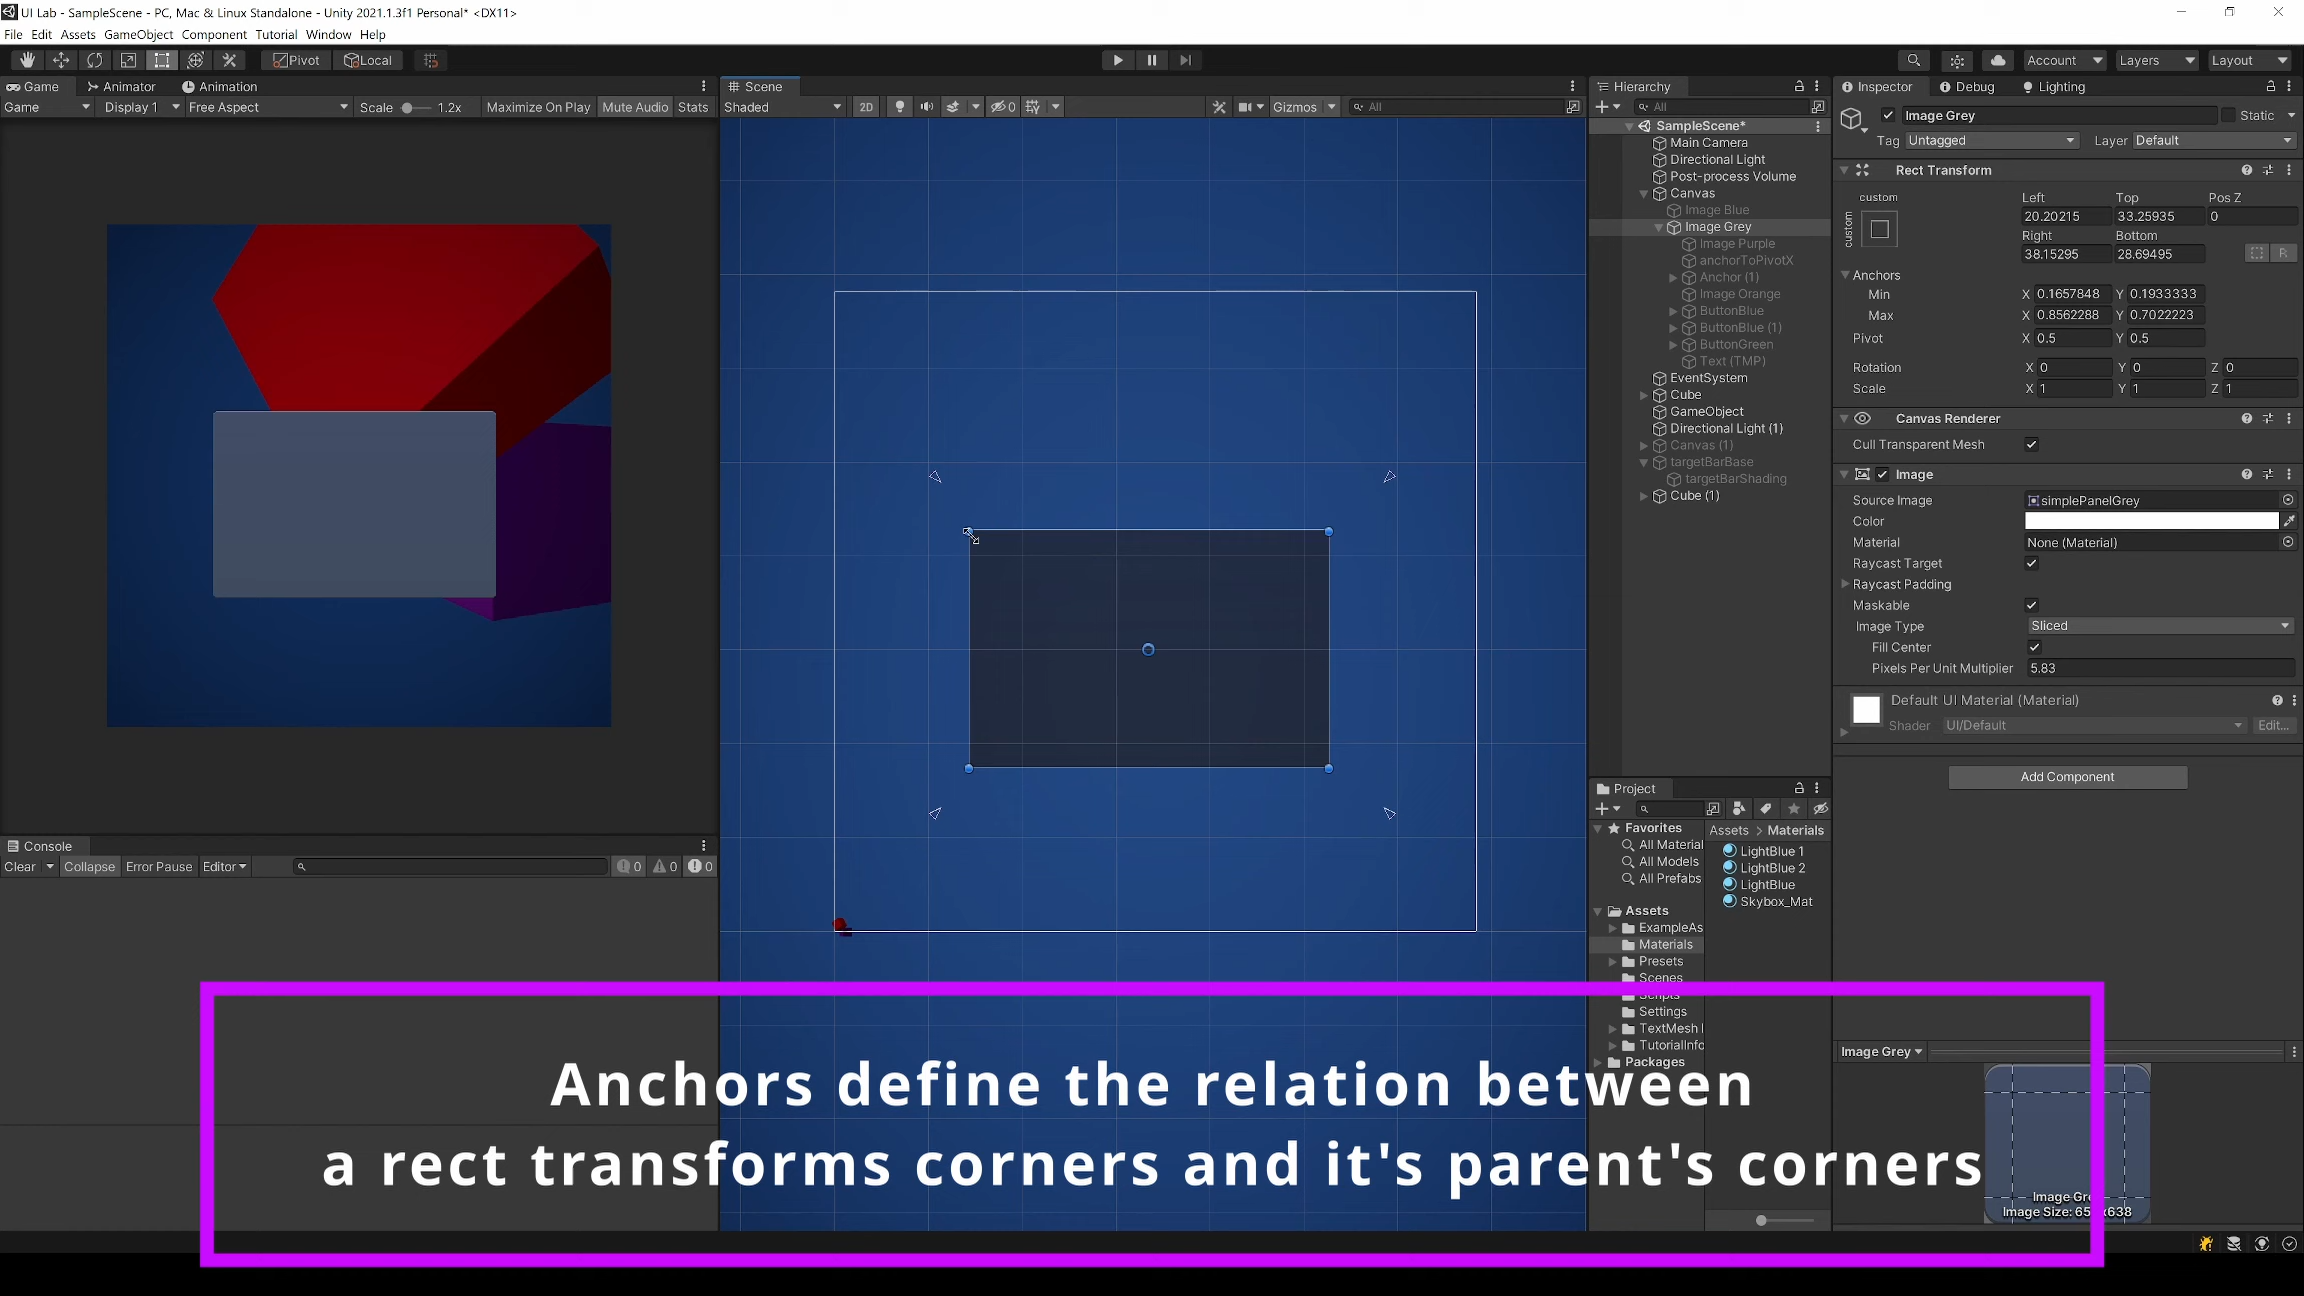 UI Lab - SampleScene - PC, Mac & Linux Standalone - Unity 2021.1.3f1 Personal* <DX11>
File Edit Assets GameObject Component Tutorial Window Help
Pivot Local
Account Layers Layout
Game Animator Animation
Game Display 1 Free Aspect Scale 1.2x Maximize On Play Mute Audio Stats
Scene
Shaded 2D 0 Gizmos All
Hierarchy
All
SampleScene*
Main Camera
Directional Light
Post-process Volume
Canvas
Image Blue
Image Grey
Image Purple
anchorToPivotX
Anchor (1)
Image Orange
ButtonBlue
ButtonBlue (1)
ButtonGreen
Text (TMP)
EventSystem
Cube
GameObject
Directional Light (1)
Canvas (1)
targetBarBase
targetBarShading
Cube (1)
Inspector Debug Lighting
Image Grey Static
Tag Untagged Layer Default
Rect Transform
custom
custom
Left Top Pos Z
20.20215 33.25935 0
Right Bottom
38.15295 28.69495 R
Anchors
Min X 0.1657848 Y 0.1933333
Max X 0.8562288 Y 0.7022223
Pivot X 0.5 Y 0.5
Rotation X 0 Y 0 Z 0
Scale X 1 Y 1 Z 1
Canvas Renderer
Cull Transparent Mesh
Image
Source Image simplePanelGrey
Color
Material None (Material)
Raycast Target
Raycast Padding
Maskable
Image Type Sliced
Fill Center
Pixels Per Unit Multiplier 5.83
Default UI Material (Material)
Shader UI/Default Edit...
Add Component
Console
Clear Collapse Error Pause Editor 0 0 0
Project
Favorites
All Material
All Models
All Prefabs
Assets
ExampleAs
Materials
Presets
Scenes
Scripts
Settings
TextMesh
TutorialInfo
Packages
Assets > Materials
LightBlue 1
LightBlue 2
LightBlue
Skybox_Mat
Image Grey
Anchors define the relation between
a rect transforms corners and it's parent's corners
Image Gre
Image Size: 65 x638